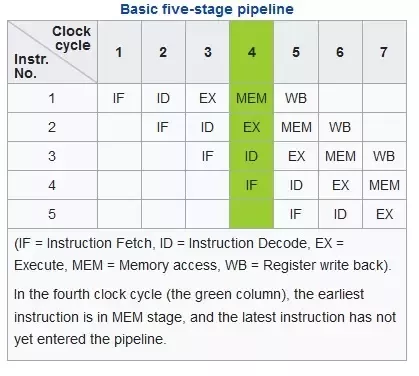 Basic five-stage pipeline
Clock
cycle
Instr.
No.
1 2 3 4 5 6 7
1 IF ID EX MEM WB
2 IF ID EX MEM WB
3 IF ID EX MEM WB
4 IF ID EX MEM
5 IF ID EX
(IF = Instruction Fetch, ID = Instruction Decode, EX =
Execute, MEM = Memory access, WB = Register write back).
In the fourth clock cycle (the green column), the earliest
instruction is in MEM stage, and the latest instruction has not
yet entered the pipeline.